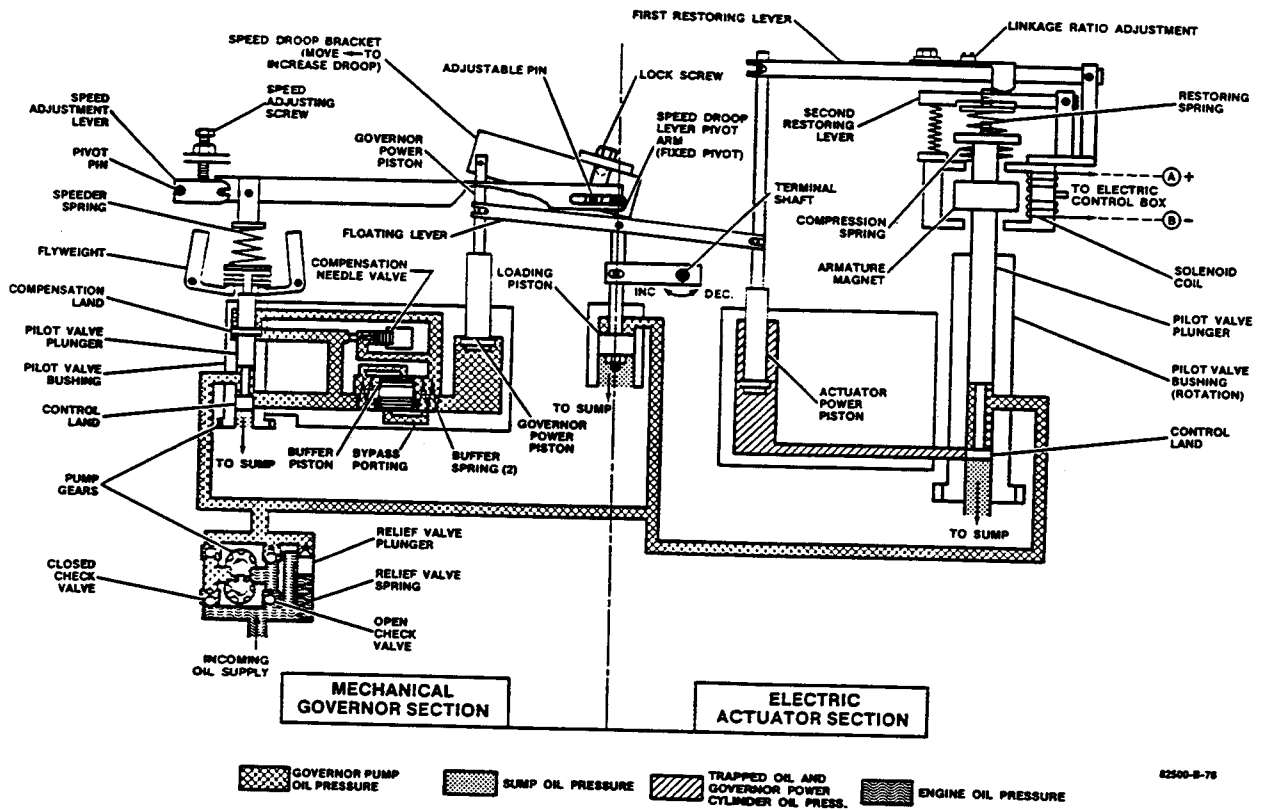 FIRST RESTORING LEVER
LINKAGE RATIO ADJUSTMENT
SPEED DROOP BRACKET
(MOVE TO
INCREASE DROOP)
ADJUSTABLE PIN
LOCK SCREW
SPEED
ADJUSTING
SCREW
SPEED
ADJUSTMENT
LEVER
GOVERNOR
POWER
PISTON
SPEED DROOP
LEVER PIVOT
ARM
(FIXED PIVOT)
SECOND
RESTORING
LEVER
RESTORING
SPRING
PIVOT
PIN
SPEEDER
SPRING
TERMINAL
SHAFT
A +
TO ELECTRIC
CONTROL BOX
B -
COMPRESSION
SPRING
FLOATING LEVER
FLYWEIGHT
COMPENSATION
NEEDLE VALVE
LOADING
PISTON
ARMATURE
MAGNET
SOLENOID
COIL
INC
DEC.
COMPENSATION
LAND
PILOT VALVE
PLUNGER
PILOT VALVE
PLUNGER
PILOT VALVE
BUSHING
PILOT VALVE
BUSHING
(ROTATION)
ACTUATOR
POWER
PISTON
CONTROL
LAND
TO SUMP
GOVERNOR
POWER
PISTON
CONTROL
LAND
TO SUMP
BUFFER
PISTON
BYPASS
PORTING
BUFFER
SPRING (2)
PUMP
GEARS
TO SUMP
RELIEF VALVE
PLUNGER
CLOSED
CHECK
VALVE
RELIEF VALVE
SPRING
OPEN
CHECK
VALVE
INCOMING
OIL SUPPLY
MECHANICAL
GOVERNOR SECTION
ELECTRIC
ACTUATOR SECTION
GOVERNOR PUMP
OIL PRESSURE
SUMP OIL PRESSURE
TRAPPED OIL AND
GOVERNOR POWER
CYLINDER OIL PRESS.
ENGINE OIL PRESSURE
82500-B-76